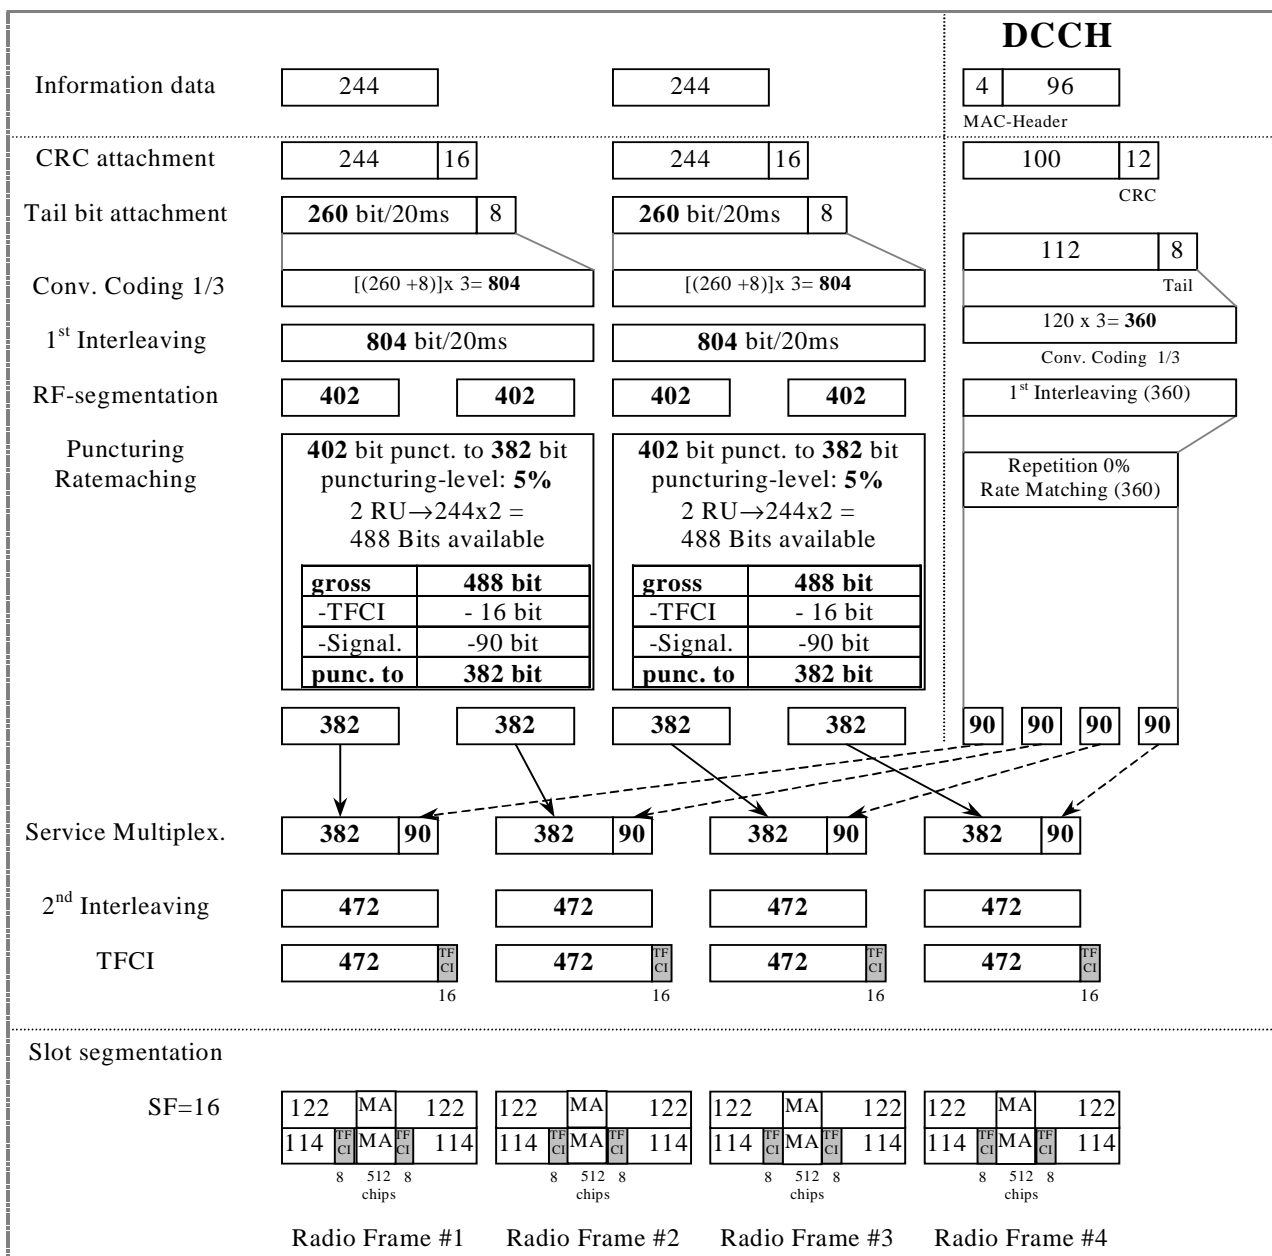 DCCH
Information data 244 244 4 96
MAC-Header
CRC attachment 244 16 244 16 100 12
CRC
Tail bit attachment 260 bit/20ms 8 260 bit/20ms 8
112 8
Tail
Conv. Coding 1/3 [(260 +8)]x 3= 804 [(260 +8)]x 3= 804
120 x 3= 360
Conv. Coding 1/3
1st Interleaving 804 bit/20ms 804 bit/20ms
RF-segmentation 402 402 402 402 1st Interleaving (360)
Puncturing
Ratemaching
402 bit punct. to 382 bit
puncturing-level: 5%
2 RU→244x2 =
488 Bits available
gross 488 bit
-TFCI - 16 bit
-Signal. -90 bit
punc. to 382 bit
402 bit punct. to 382 bit
puncturing-level: 5%
2 RU→244x2 =
488 Bits available
gross 488 bit
-TFCI - 16 bit
-Signal. -90 bit
punc. to 382 bit
Repetition 0%
Rate Matching (360)
382 382 382 382 90 90 90 90
Service Multiplex. 382 90 382 90 382 90 382 90
2nd Interleaving 472 472 472 472
TFCI 472 TF CI 472 TF CI 472 TF CI 472 TF CI
16 16 16 16
Slot segmentation
SF=16 122 MA 122 122 MA 122 122 MA 122 122 MA 122
114 TF CI MA TF CI 114 114 TF CI MA TF CI 114 114 TF CI MA TF CI 114 114 TF CI MA TF CI 114
8 512 8 8 512 8 8 512 8 8 512 8
chips chips chips chips
Radio Frame #1 Radio Frame #2 Radio Frame #3 Radio Frame #4